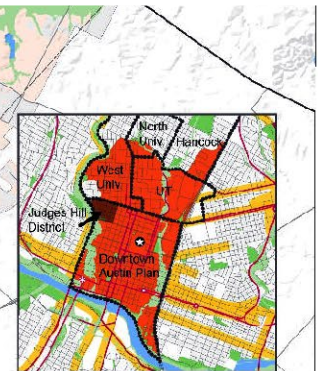 North
Univ.
Hancock
West
Univ.
UT
Judges Hill
District
Downtown
Austin Plan